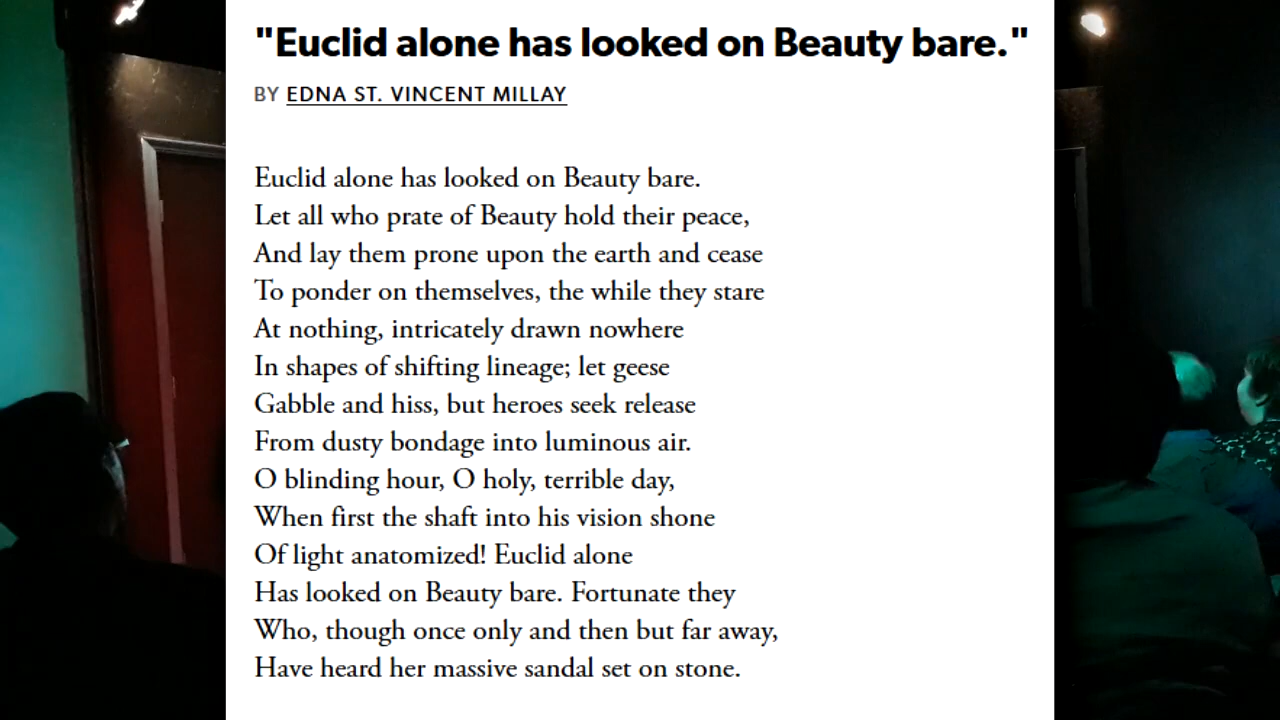 "Euclid alone has looked on Beauty bare."
BY EDNA ST. VINCENT MILLAY
Euclid alone has looked on Beauty bare.
Let all who prate of Beauty hold their peace,
And lay them prone upon the earth and cease
To ponder on themselves, the while they stare
At nothing, intricately drawn nowhere
In shapes of shifting lineage; let geese
Gabble and hiss, but heroes seek release
From dusty bondage into luminous air.
O blinding hour, O holy, terrible day,
When first the shaft into his vision shone
Of light anatomized! Euclid alone
Has looked on Beauty bare. Fortunate they
Who, though once only and then but far away,
Have heard her massive sandal set on stone.